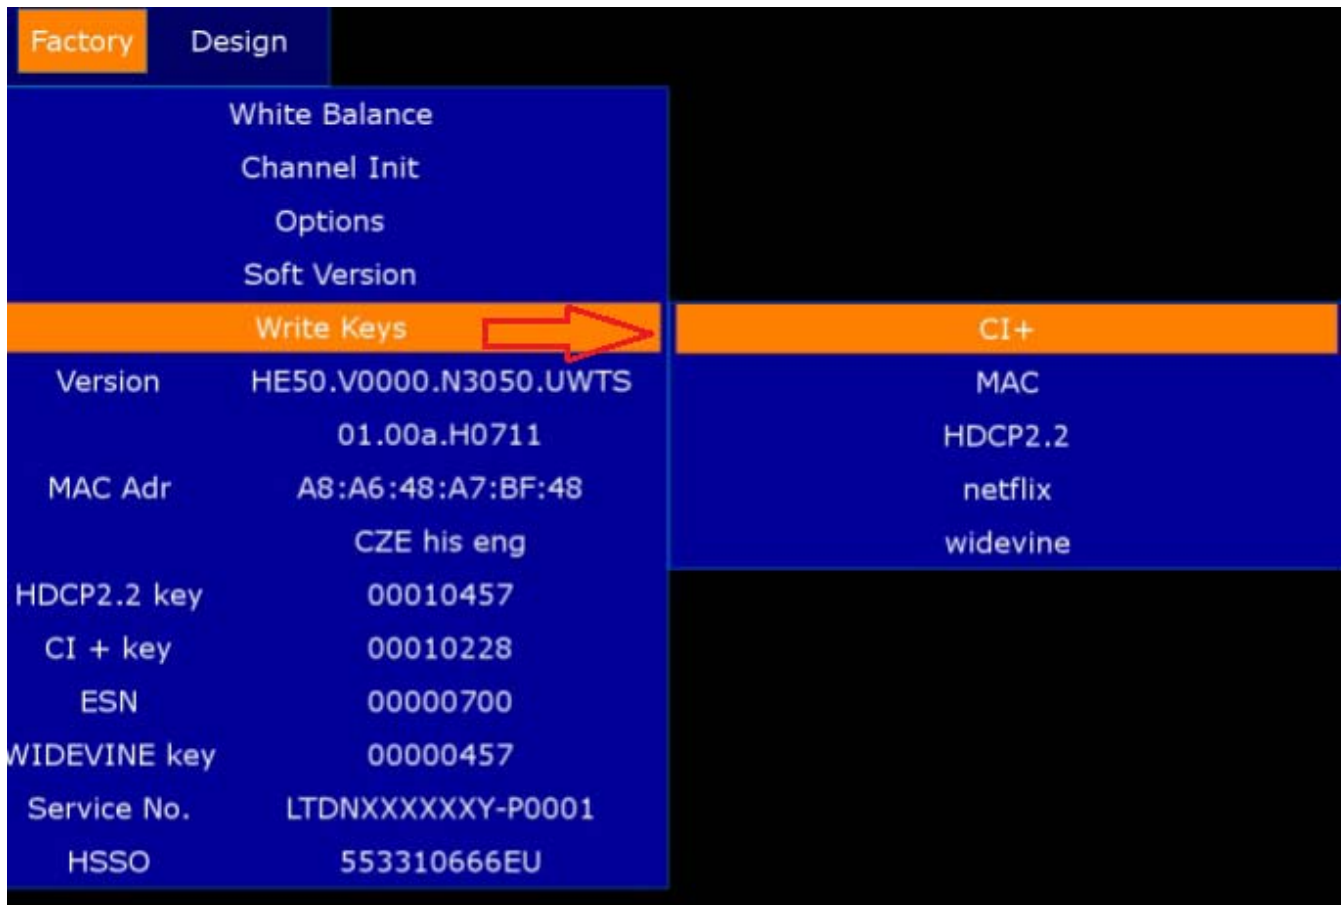 Factory Design
White Balance
Channel Init
Options
Soft Version
Write Keys CI+
Version HE50.V0000.N3050.UWTS MAC
01.00a.H0711 HDCP2.2
MAC Adr A8:A6:48:A7:BF:48 netflix
CZE his eng widevine
HDCP2.2 key 00010457
CI + key 00010228
ESN 00000700
WIDEVINE key 00000457
Service No. LTDNXXXXXXY-P0001
HSSO 553310666EU